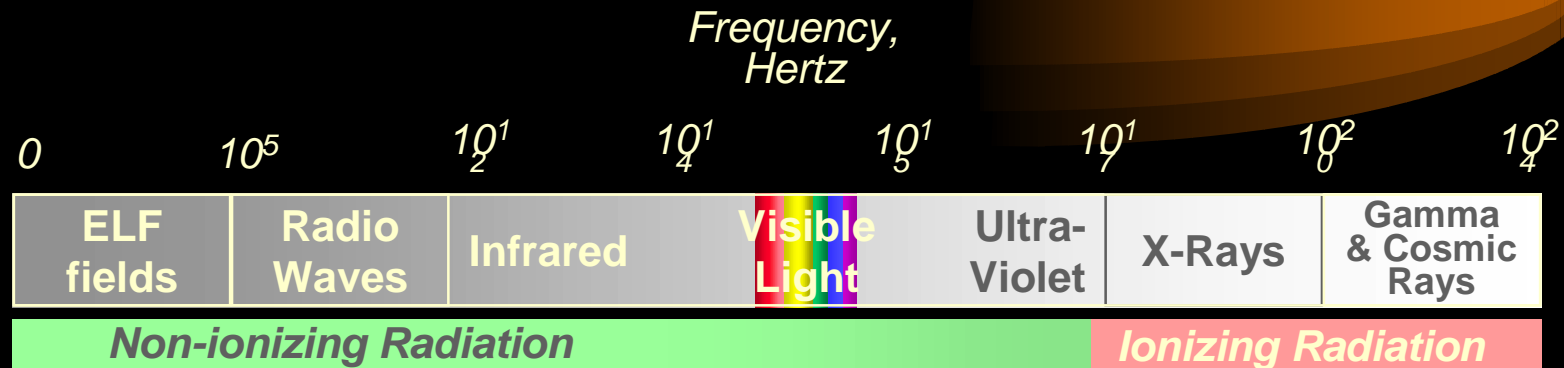 Frequency,
Hertz
0 10⁵ 10¹² 10¹⁴ 10¹⁵ 10¹⁷ 10²⁰ 10²⁴
ELF
fields
Radio
Waves
Infrared
Visible
Light
Ultra-
Violet
X-Rays
Gamma
& Cosmic
Rays
Non-ionizing Radiation
Ionizing Radiation